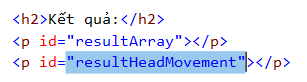 <h2>Kết quả:</h2>
<p id="resultArray"></p>
<p id="resultHeadMovement"></p>